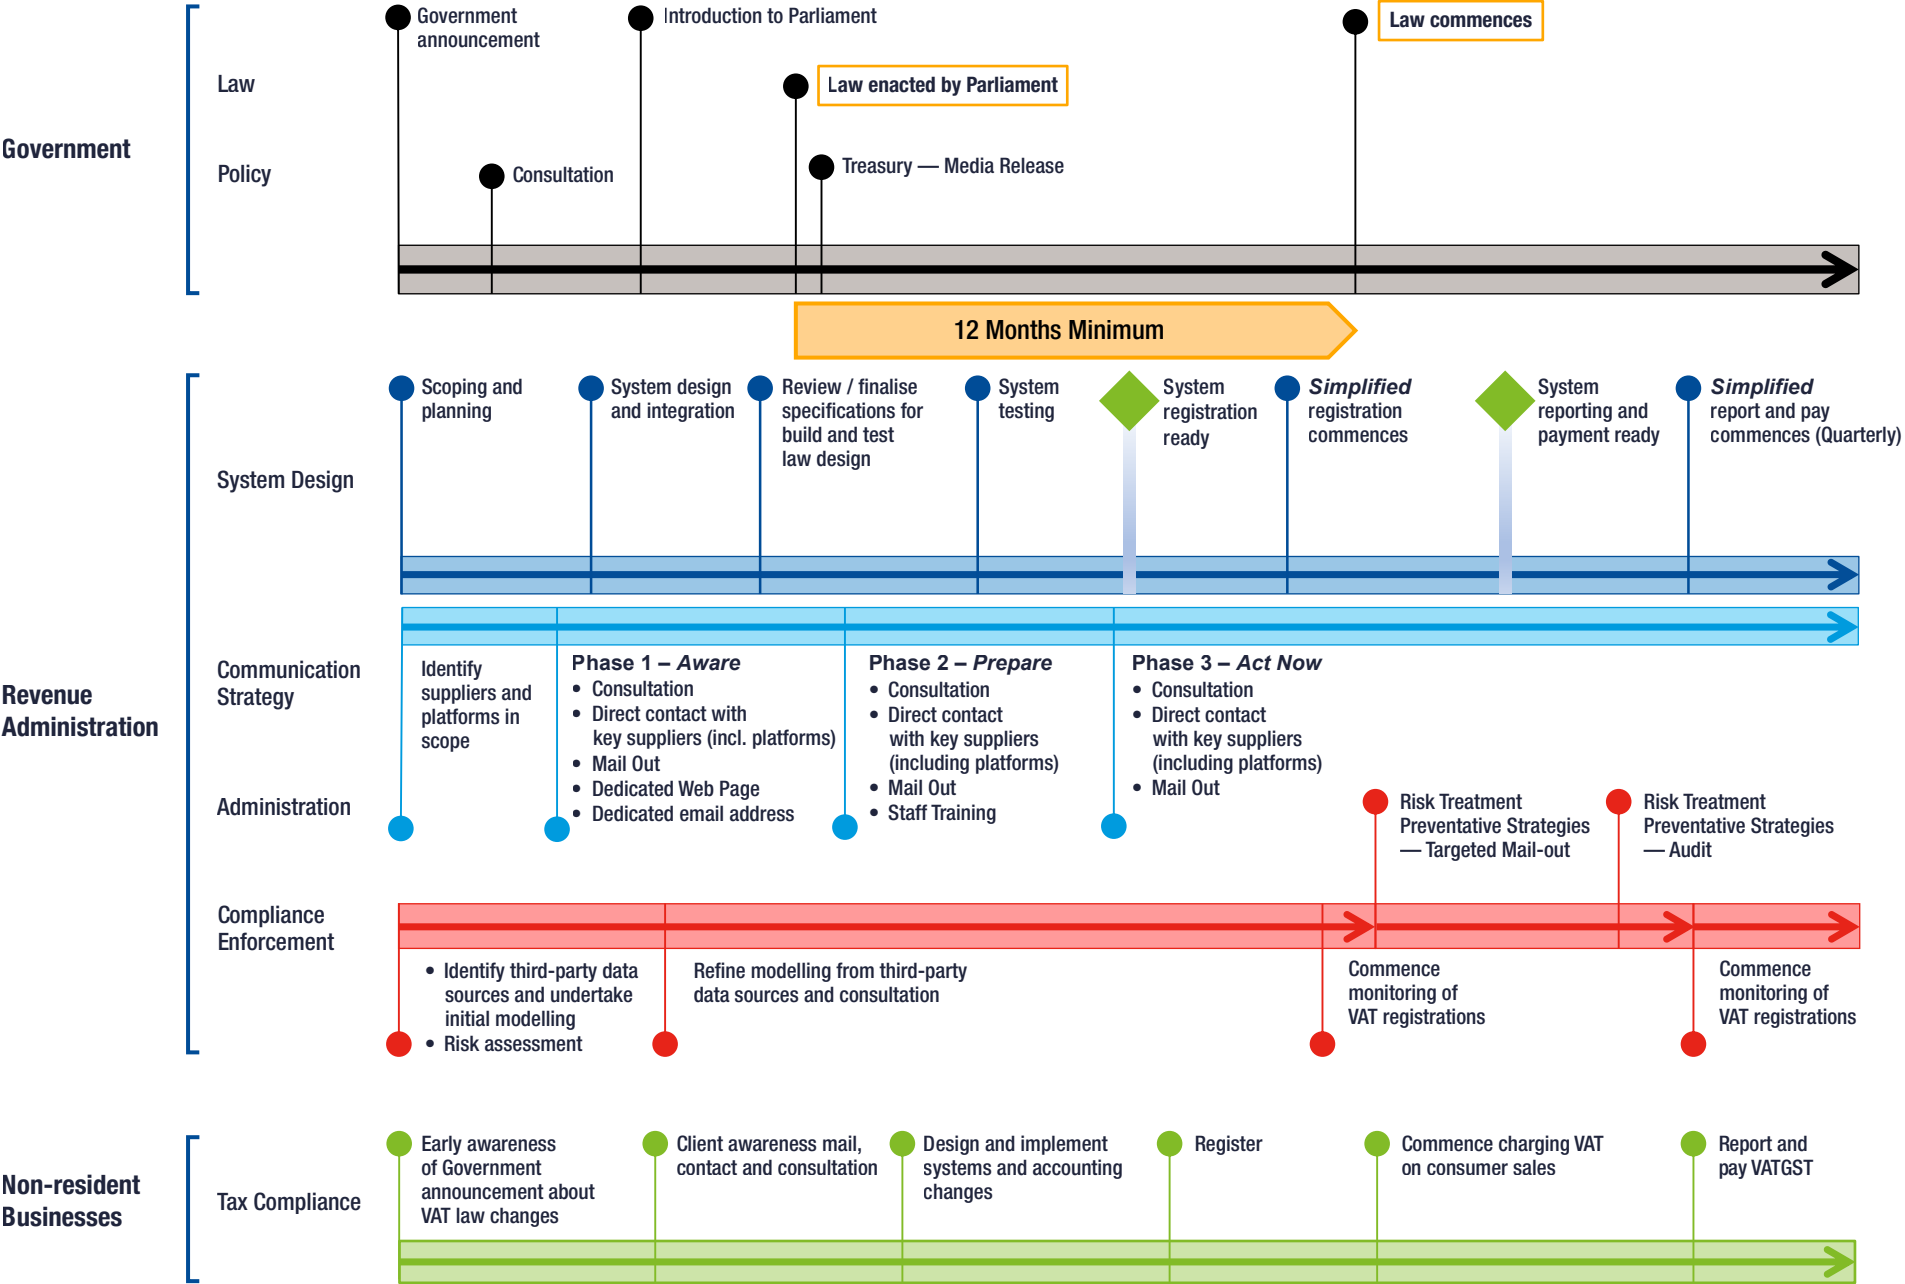 Government
Law
Policy
Government
announcement
Introduction to Parliament
Law commences
Law enacted by Parliament
Consultation
Treasury — Media Release
12 Months Minimum
Revenue
Administration
System Design
Scoping and
planning
System design
and integration
Review / finalise
specifications for
build and test
law design
System
testing
System
registration
ready
Simplified
registration
commences
System
reporting and
payment ready
Simplified
report and pay
commences (Quarterly)
Communication
Strategy
Administration
Identify
suppliers and
platforms in
scope
Phase 1 – Aware
• Consultation
• Direct contact with
key suppliers (incl. platforms)
• Mail Out
• Dedicated Web Page
• Dedicated email address
Phase 2 – Prepare
• Consultation
• Direct contact
with key suppliers
(including platforms)
• Mail Out
• Staff Training
Phase 3 – Act Now
• Consultation
• Direct contact
with key suppliers
(including platforms)
• Mail Out
Risk Treatment
Preventative Strategies
— Targeted Mail-out
Risk Treatment
Preventative Strategies
— Audit
Compliance
Enforcement
• Identify third-party data
sources and undertake
initial modelling
• Risk assessment
Refine modelling from third-party
data sources and consultation
Commence
monitoring of
VAT registrations
Commence
monitoring of
VAT registrations
Non-resident
Businesses
Tax Compliance
Early awareness
of Government
announcement about
VAT law changes
Client awareness mail,
contact and consultation
Design and implement
systems and accounting
changes
Register
Commence charging VAT
on consumer sales
Report and
pay VATGST